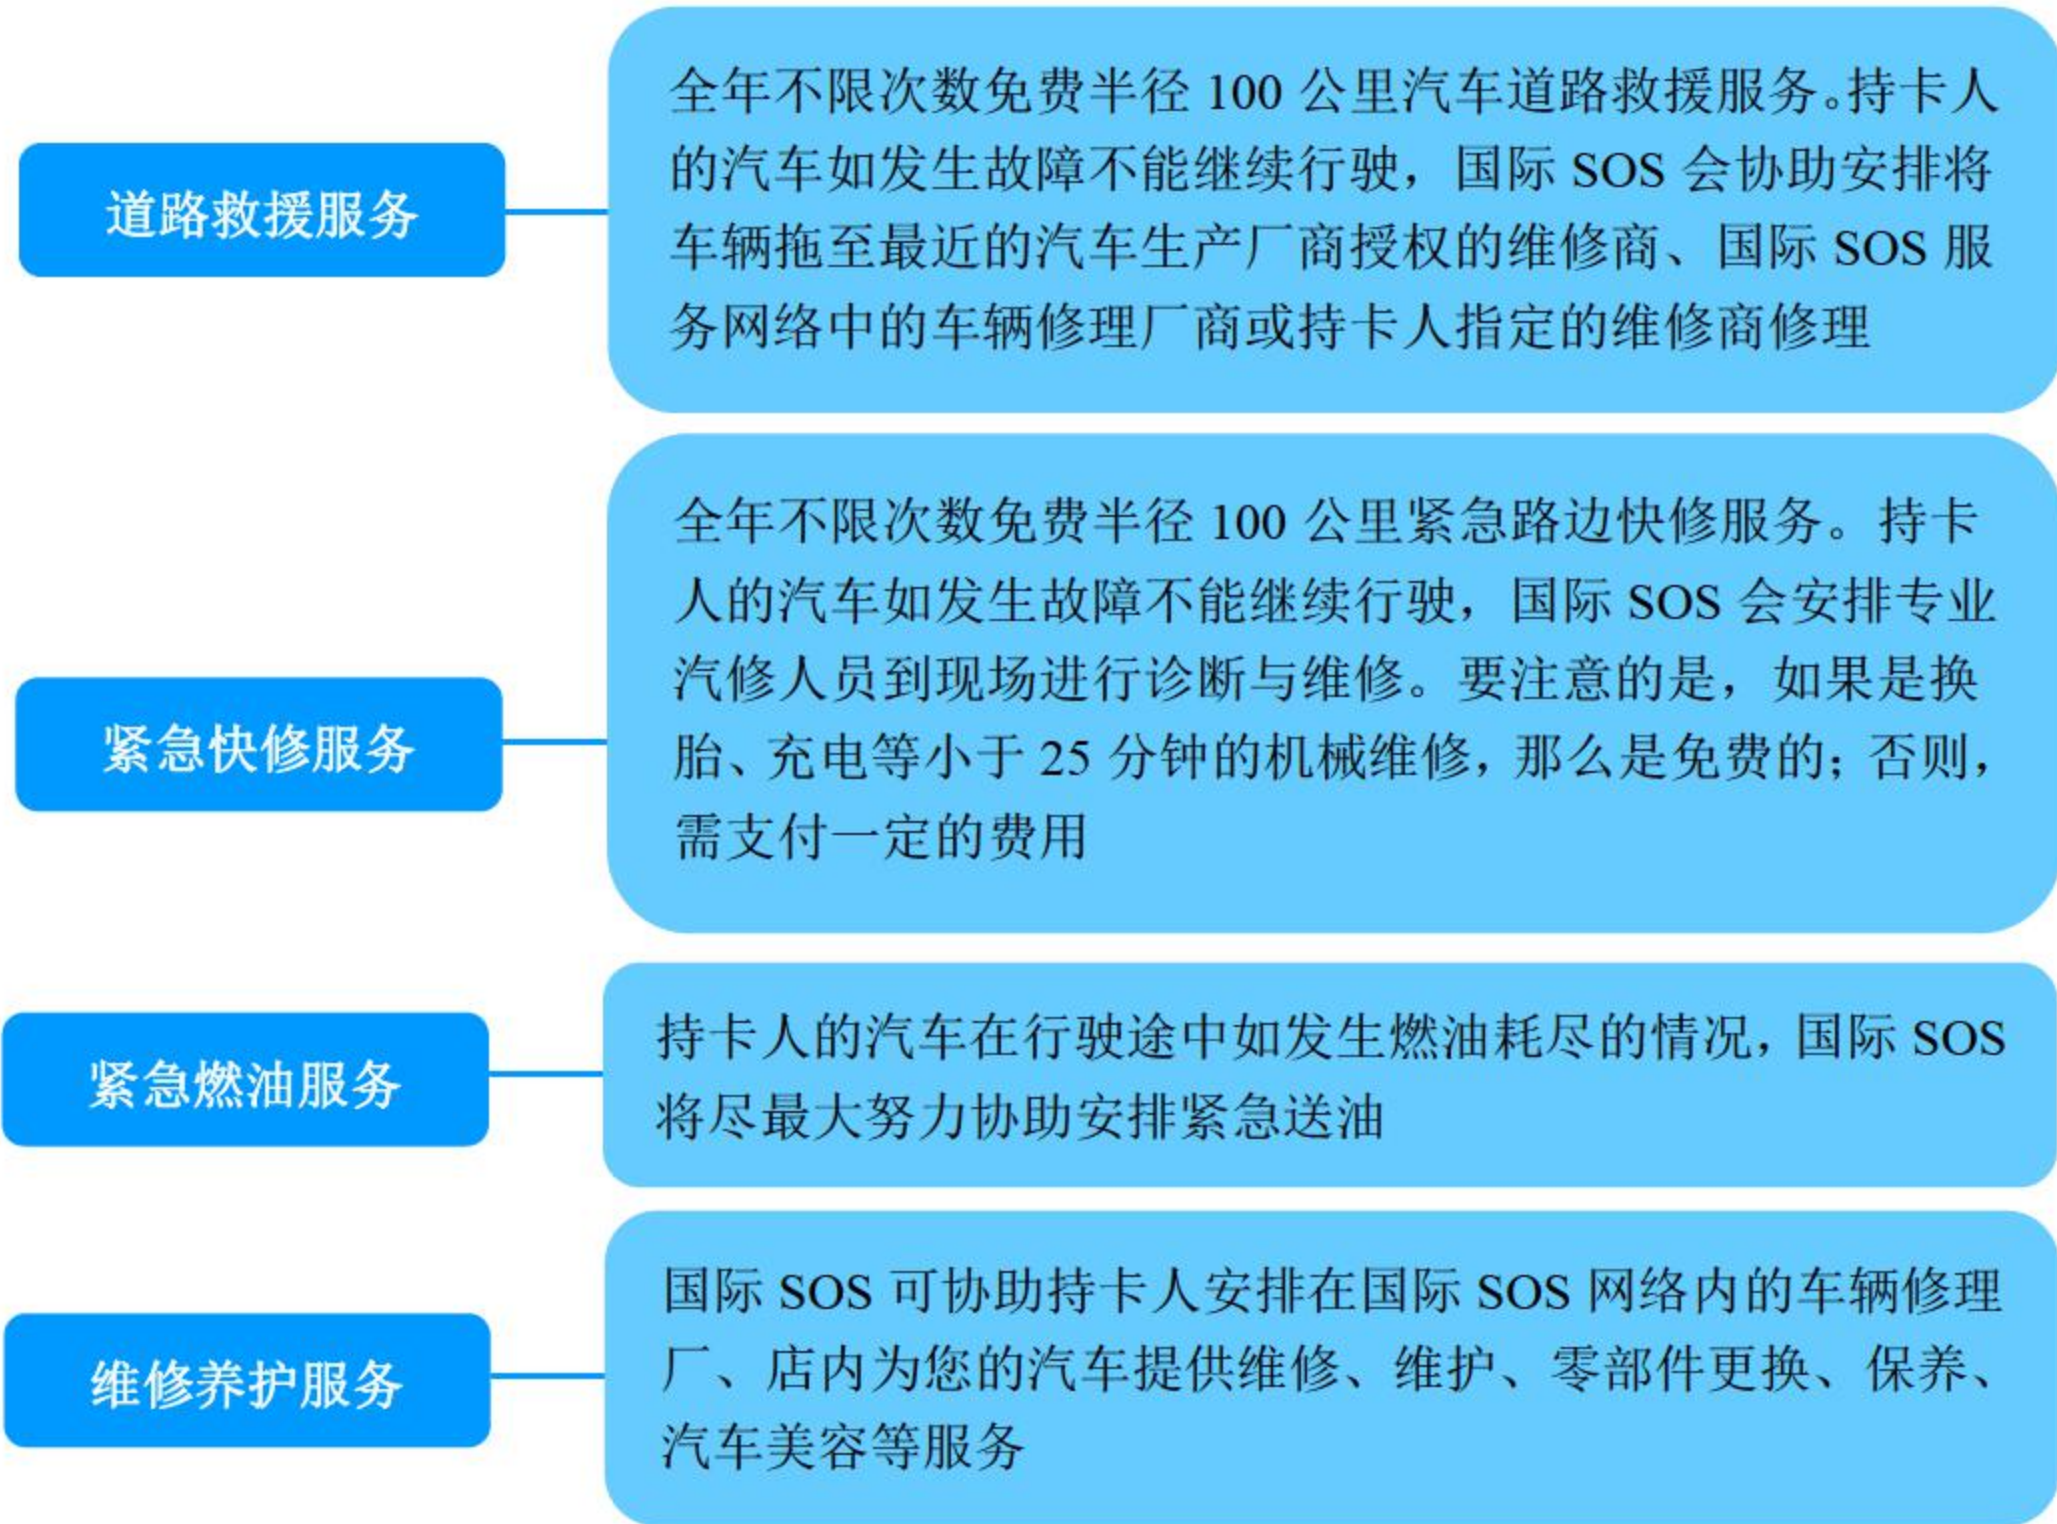 道路救援服务
全年不限次数免费半径 100 公里汽车道路救援服务。持卡人
的汽车如发生故障不能继续行驶，国际 SOS 会协助安排将
车辆拖至最近的汽车生产厂商授权的维修商、国际 SOS 服
务网络中的车辆修理厂商或持卡人指定的维修商修理
紧急快修服务
全年不限次数免费半径 100 公里紧急路边快修服务。持卡
人的汽车如发生故障不能继续行驶，国际 SOS 会安排专业
汽修人员到现场进行诊断与维修。要注意的是，如果是换
胎、充电等小于 25 分钟的机械维修，那么是免费的；否则，
需支付一定的费用
紧急燃油服务
持卡人的汽车在行驶途中如发生燃油耗尽的情况，国际 SOS
将尽最大努力协助安排紧急送油
维修养护服务
国际 SOS 可协助持卡人安排在国际 SOS 网络内的车辆修理
厂、店内为您的汽车提供维修、维护、零部件更换、保养、
汽车美容等服务